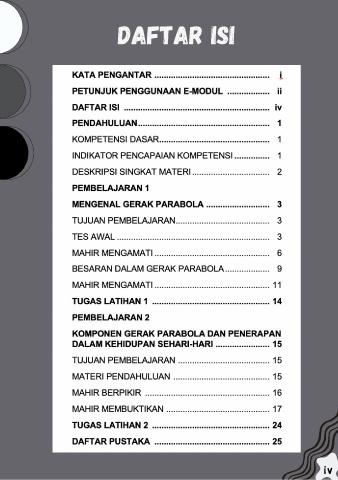 DAFTAR ISI
KATA PENGANTAR ............................................ i
PETUNJUK PENGGUNAAN E-MODUL ................ ii
DAFTAR ISI ........................................................ iv
PENDAHULUAN.................................................. 1
KOMPETENSI DASAR.......................................... 1
INDIKATOR PENCAPAIAN KOMPETENSI ............. 1
DESKRIPSI SINGKAT MATERI ............................. 2
PEMBELAJARAN 1
MENGENAL GERAK PARABOLA ........................ 3
TUJUAN PEMBELAJARAN................................... 3
TES AWAL .......................................................... 3
MAHIR MENGAMATI ........................................... 6
BESARAN DALAM GERAK PARABOLA................. 9
MAHIR MENGAMATI ........................................... 11
TUGAS LATIHAN 1 ............................................. 14
PEMBELAJARAN 2
KOMPONEN GERAK PARABOLA DAN PENERAPAN
DALAM KEHIDUPAN SEHARI-HARI .................... 15
TUJUAN PEMBELAJARAN .................................. 15
MATERI PENDAHULUAN .................................... 15
MAHIR BERPIKIR ............................................... 16
MAHIR MEMBUKTIKAN ....................................... 17
TUGAS LATIHAN 2 ............................................. 24
DAFTAR PUSTAKA ............................................ 25
iv